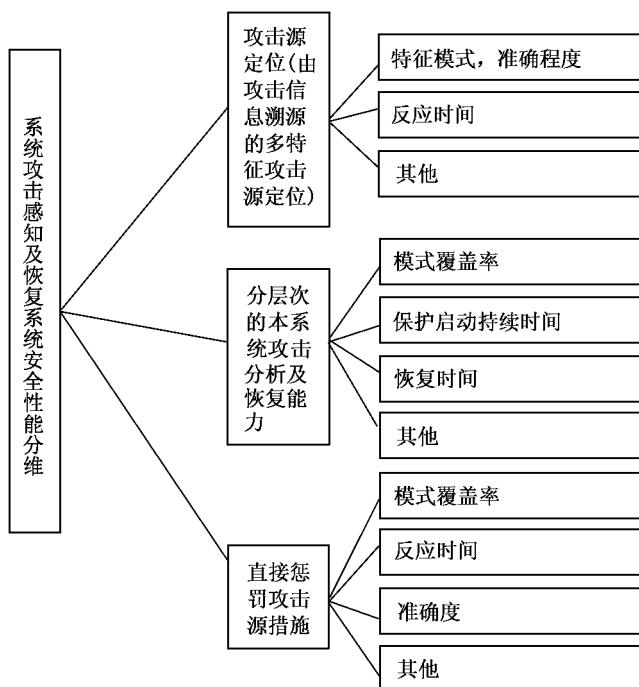 系统攻击感知及恢复系统安全性能分维
攻击源
定位(由
攻击信
息溯源
的多特
征攻击
源定位)
特征模式，准确程度
反应时间
其他
分层次
的本系
统攻击
分析及
恢复能
力
模式覆盖率
保护启动持续时间
恢复时间
其他
直接惩
罚攻击
源措施
模式覆盖率
反应时间
准确度
其他